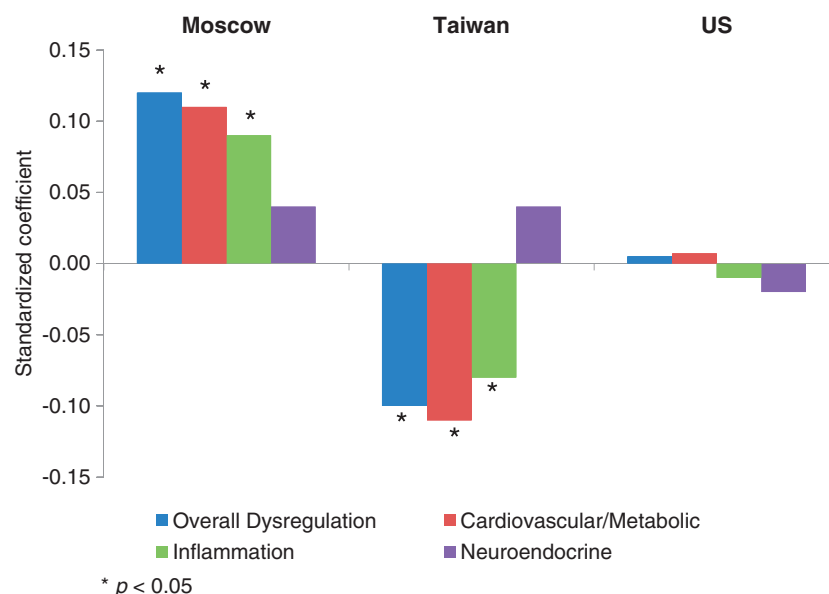 Moscow Taiwan US
0.15
* * *
0.10
0.05
0.00
-0.05
-0.10
* * *
-0.15
Standardized coefficient
Overall Dysregulation Cardiovascular/Metabolic
Inflammation Neuroendocrine
* p < 0.05